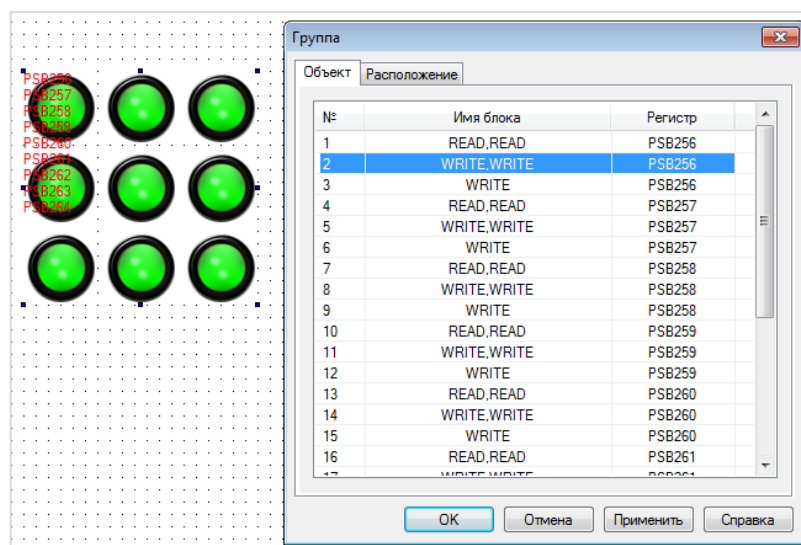 PSB256
PSB257
PSB258
PSB259
PSB260
PSB261
PSB262
PSB263
PSB264
Группа
Объект Расположение
№ Имя блока Регистр
1 READ,READ PSB256
2 WRITE,WRITE PSB256
3 WRITE PSB256
4 READ,READ PSB257
5 WRITE,WRITE PSB257
6 WRITE PSB257
7 READ,READ PSB258
8 WRITE,WRITE PSB258
9 WRITE PSB258
10 READ,READ PSB259
11 WRITE,WRITE PSB259
12 WRITE PSB259
13 READ,READ PSB260
14 WRITE,WRITE PSB260
15 WRITE PSB260
16 READ,READ PSB261
17 WRITE,WRITE PSB261
OK Отмена Применить Справка